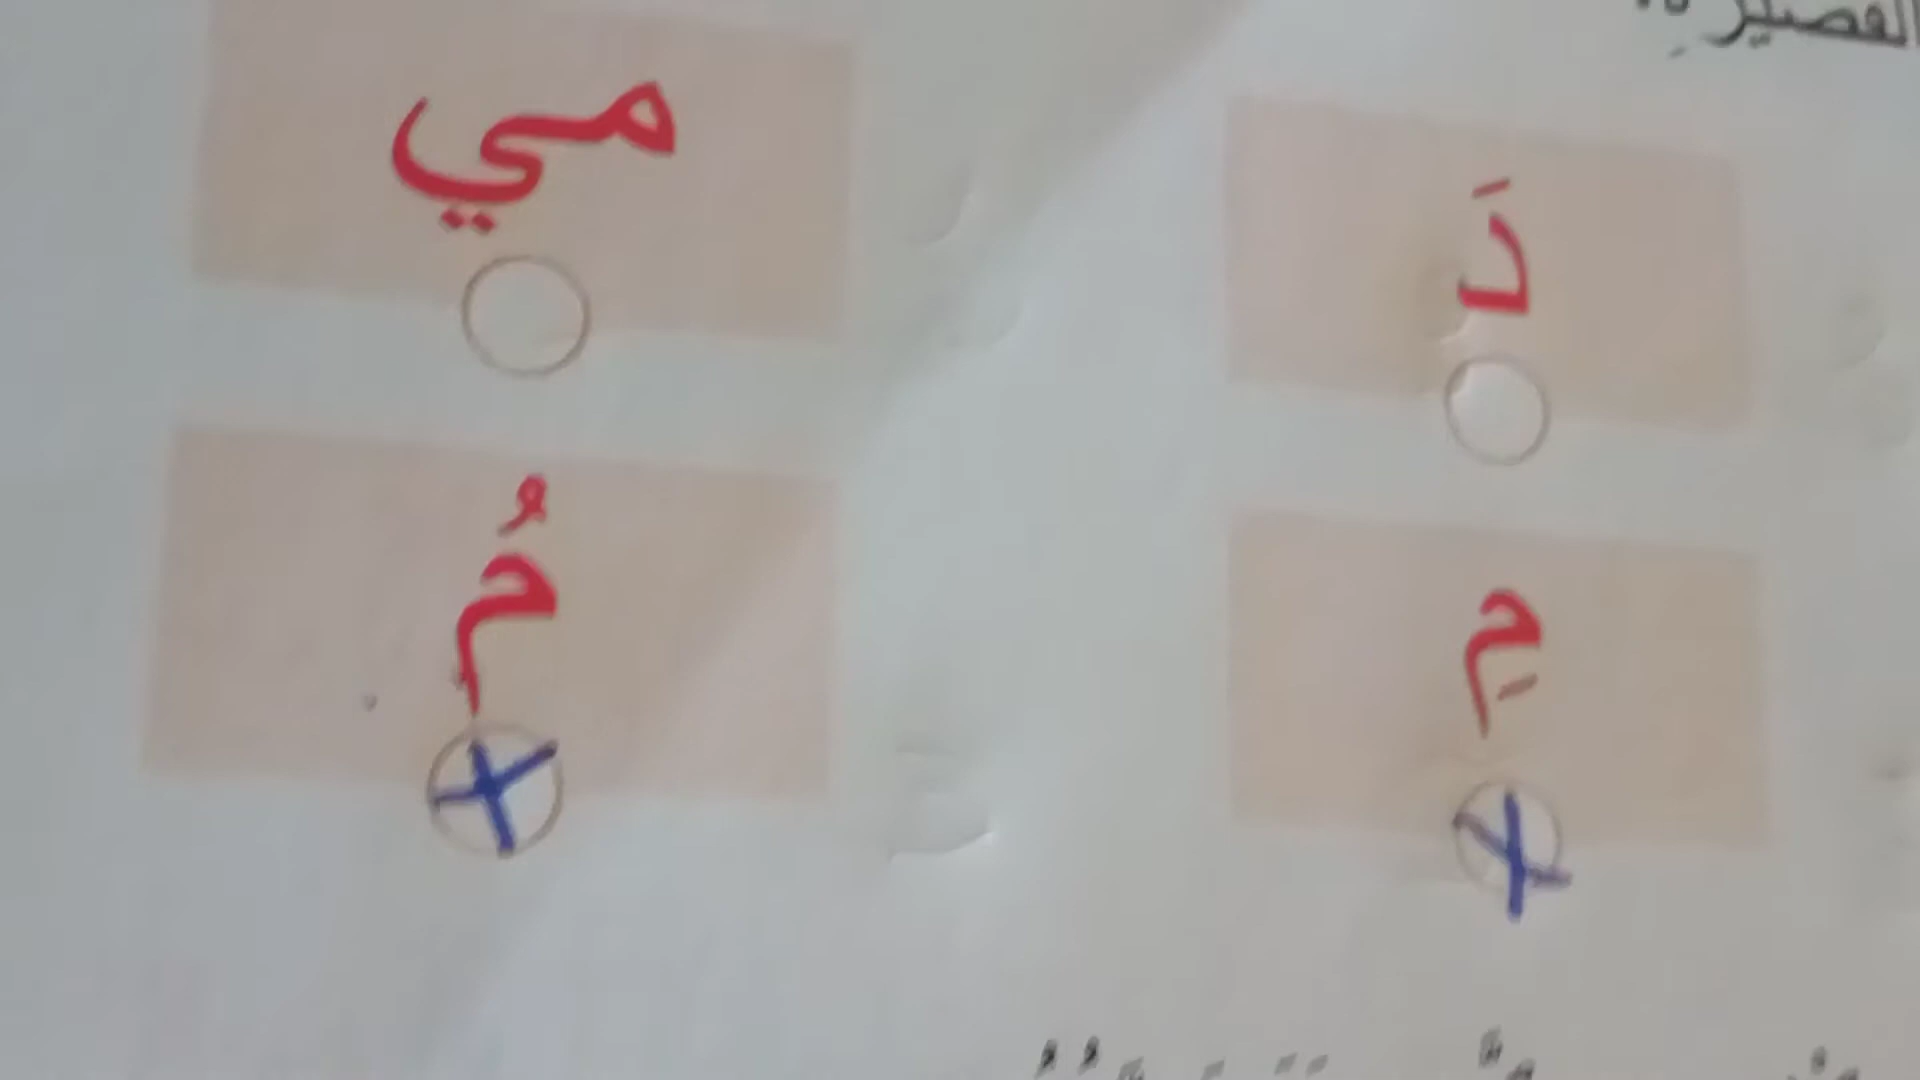 القصير
دَ مي
مِ مُ